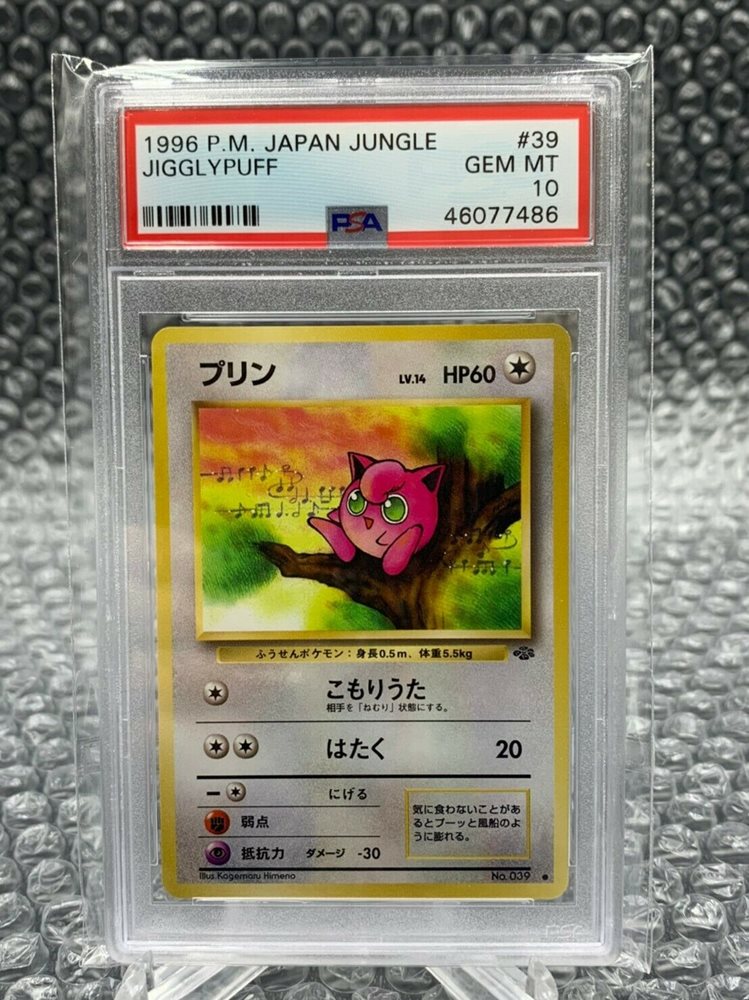 1996 P.M. JAPAN JUNGLE #39
JIGGLYPUFF GEM MT
10
PSA 46077486
プリン LV.14 HP60
ふうせんポケモン：身長0.5m、体重5.5kg
こもりうた
相手を「ねむり」状態にする。
はたく 20
にげる
弱点
抵抗力 ダメージ -30
気に食わないことがあ
るとプーッと風船のよ
うに膨れる。
Illus.Kagemaru Himeno No.039